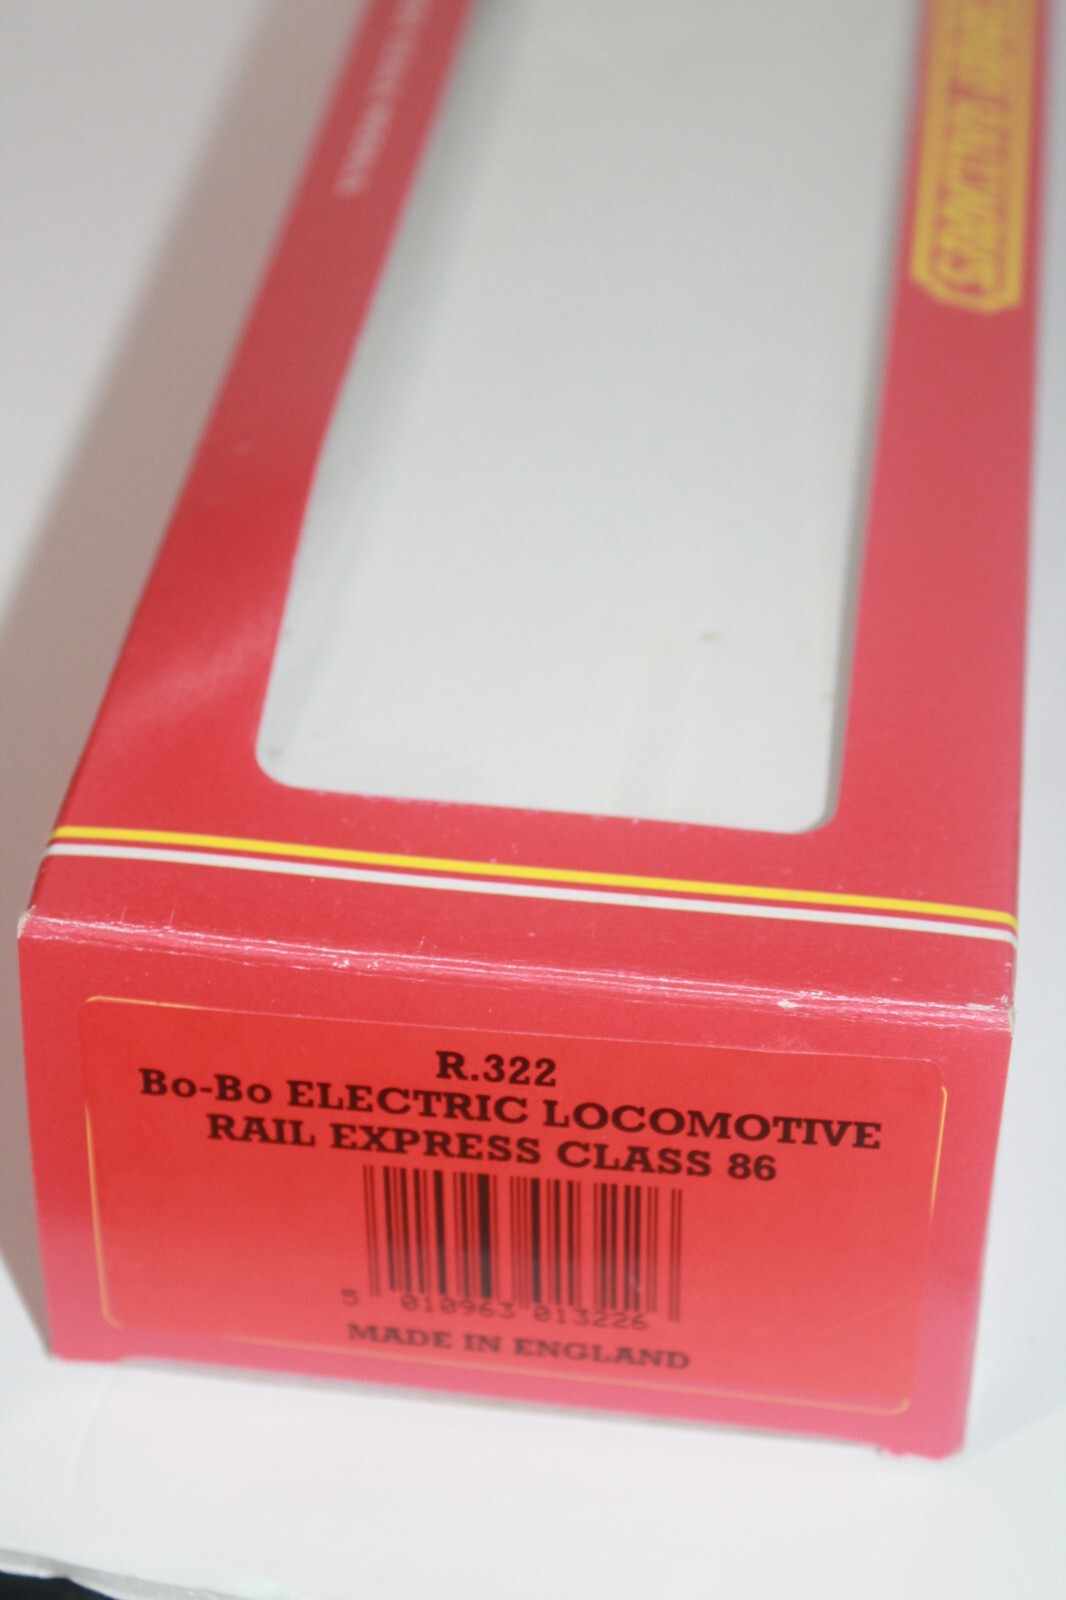 R.322
Bo-Bo ELECTRIC LOCOMOTIVE
RAIL EXPRESS CLASS 86
5 010963 013226
MADE IN ENGLAND